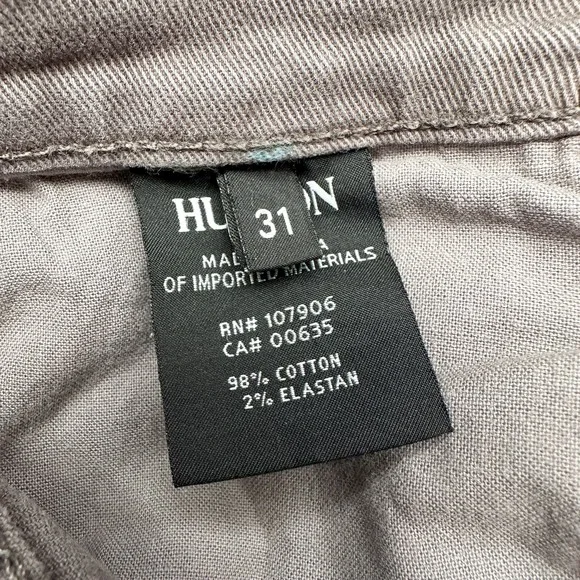 31
OF IMPORTED MATERIALS
RN# 107906
CA# 00635
98% COTTON
2% ELASTAN